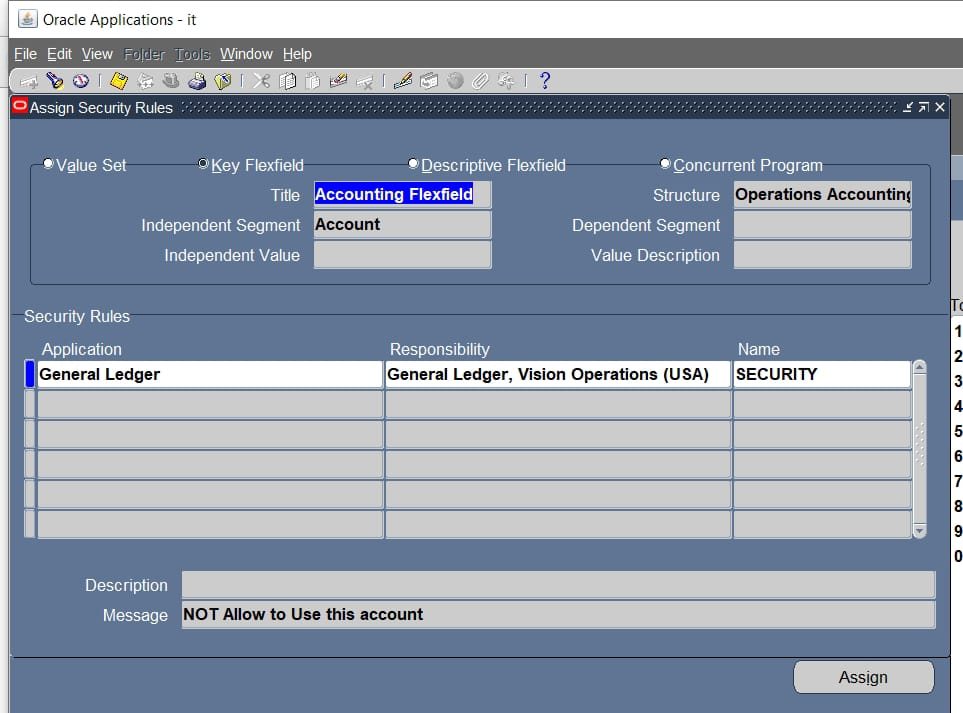 Oracle Applications - it
File Edit View Folder Tools Window Help
Assign Security Rules
Value Set Key Flexfield Descriptive Flexfield Concurrent Program
Title Accounting Flexfield Structure Operations Accounting
Independent Segment Account Dependent Segment
Independent Value Value Description
Security Rules
Application Responsibility Name
General Ledger General Ledger, Vision Operations (USA) SECURITY
Description
Message NOT Allow to Use this account
Assign
To
1
2
3
4
5
6
7
8
9
0